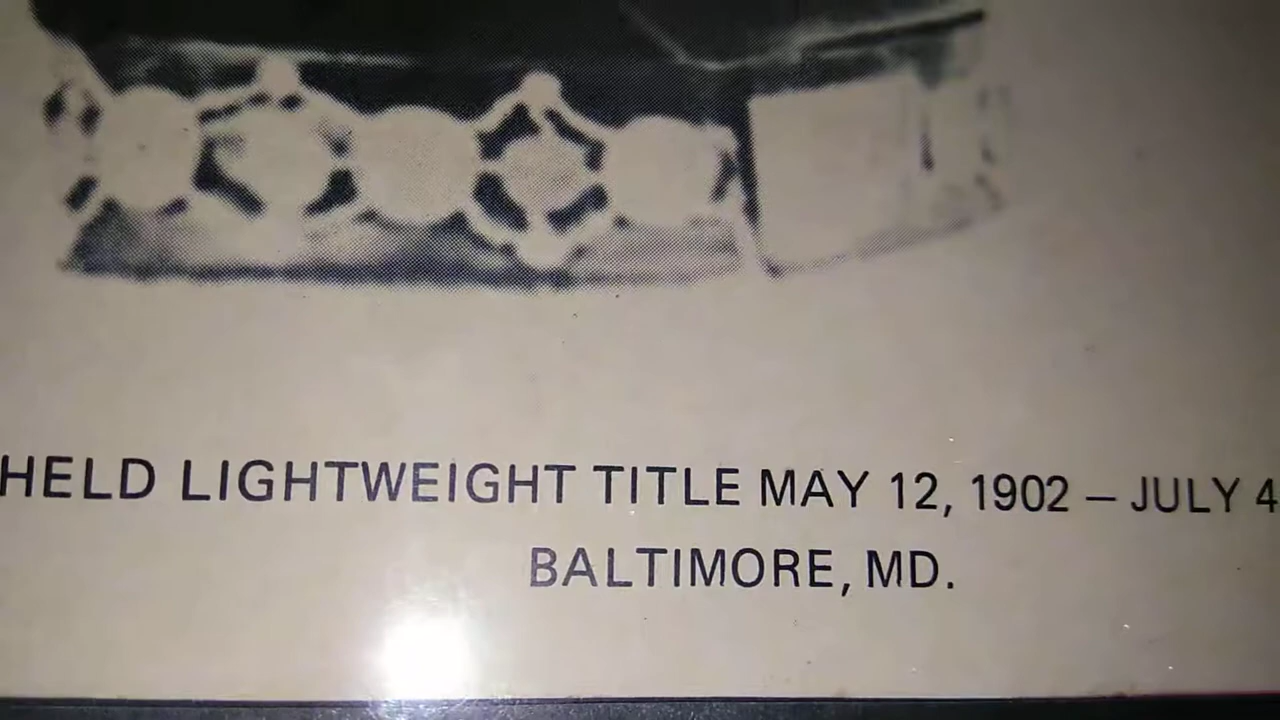 HELD LIGHTWEIGHT TITLE MAY 12, 1902 – JULY 4
BALTIMORE, MD.